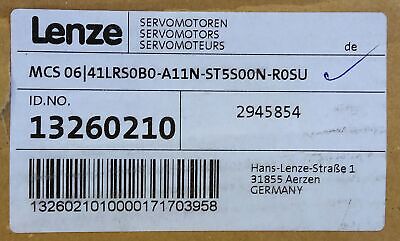 Lenze
SERVOMOTOREN
SERVOMOTORS
SERVOMOTEURS
de
MCS 06|41LRS0B0-A11N-ST5S00N-R0SU
ID.NO.
13260210
2945854
Hans-Lenze-Straße 1
31855 Aerzen
GERMANY
1326021010000171703958